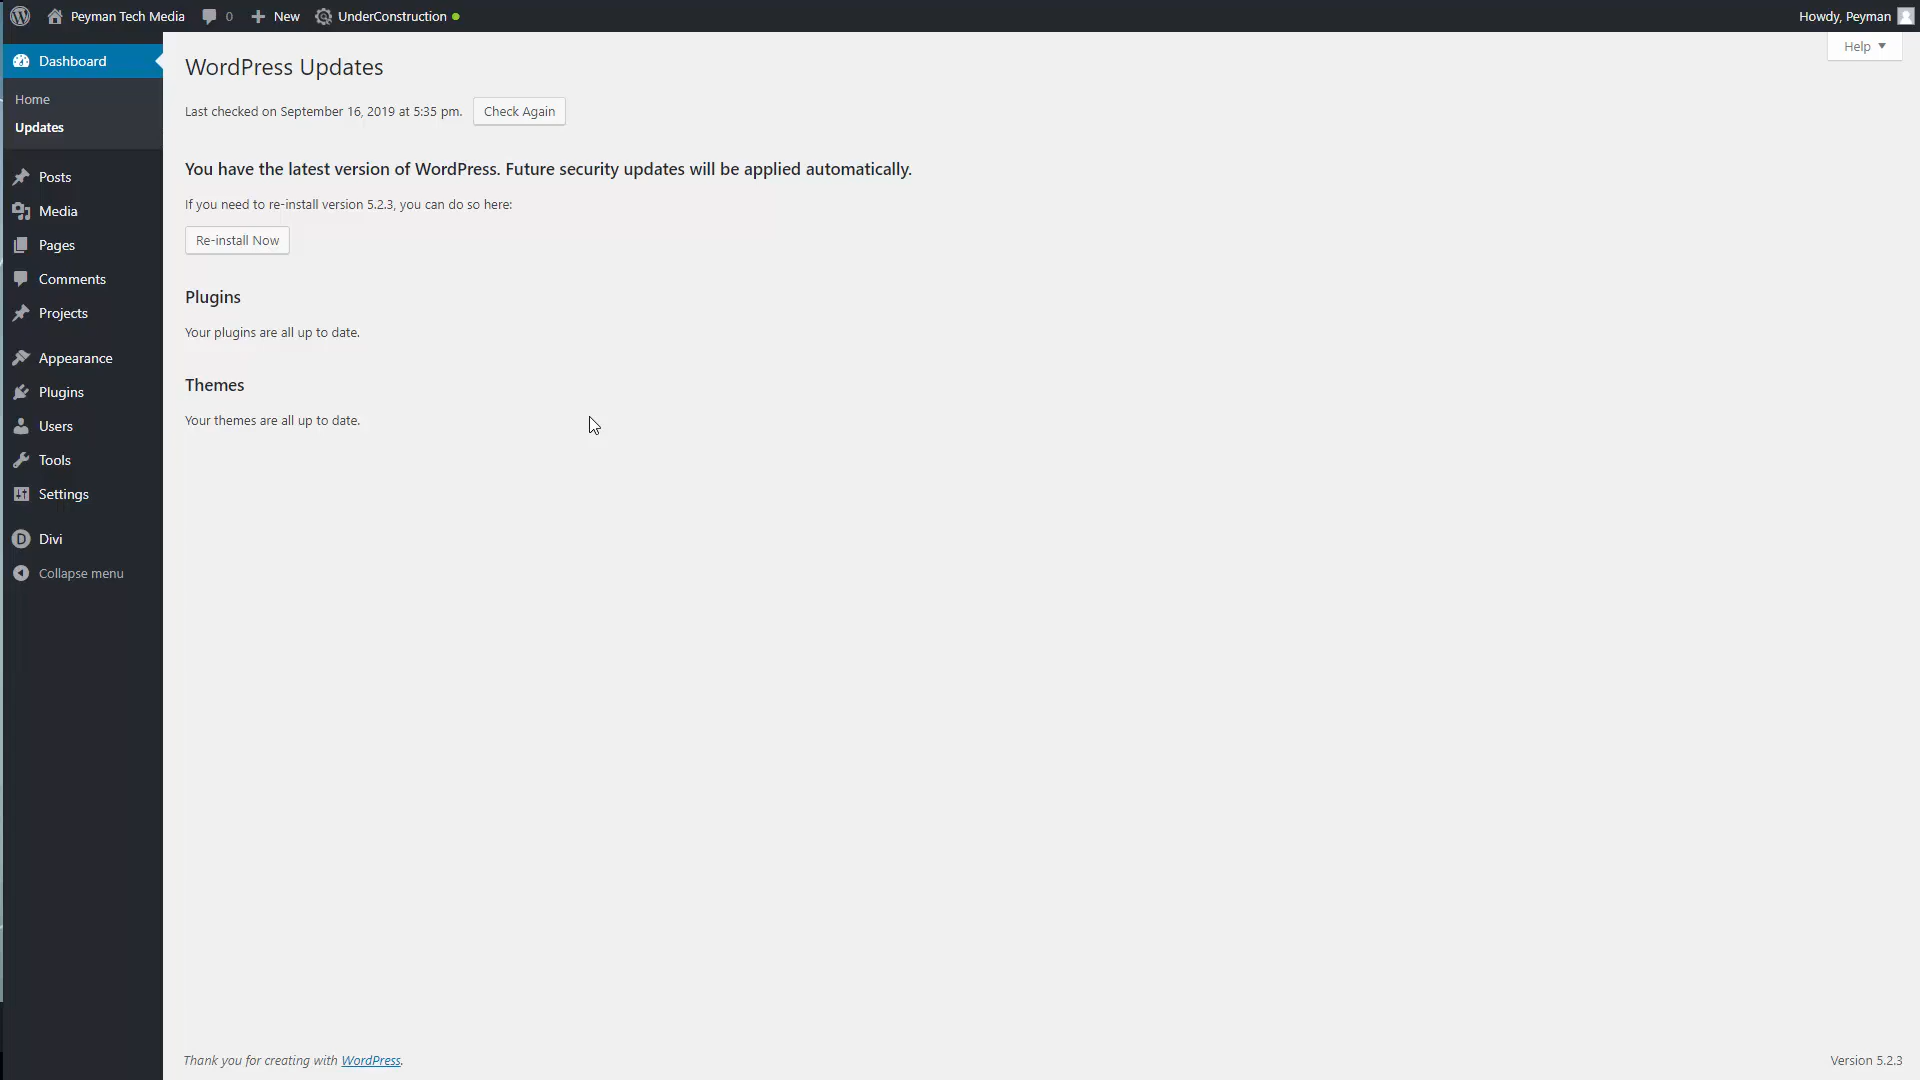 Peyman Tech Media 0 New UnderConstruction Howdy, Peyman
Help
Dashboard
Home
Updates
Posts
Media
Pages
Comments
Projects
Appearance
Plugins
Users
Tools
Settings
Divi
Collapse menu
WordPress Updates
Last checked on September 16, 2019 at 5:35 pm. Check Again
You have the latest version of WordPress. Future security updates will be applied automatically.
If you need to re-install version 5.2.3, you can do so here:
Re-install Now
Plugins
Your plugins are all up to date.
Themes
Your themes are all up to date.
Thank you for creating with WordPress.
Version 5.2.3